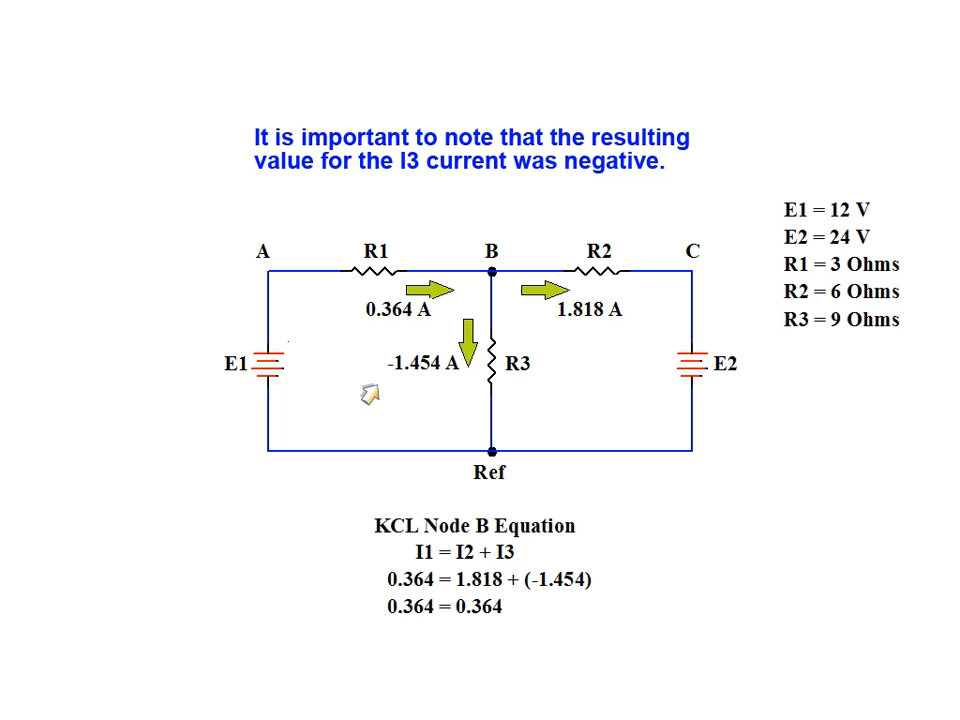 It is important to note that the resulting
value for the I3 current was negative.
E1 = 12 V
E2 = 24 V
R1 = 3 Ohms
R2 = 6 Ohms
R3 = 9 Ohms
A R1 B R2 C
0.364 A 1.818 A
E1 -1.454 A R3 E2
Ref
KCL Node B Equation
I1 = I2 + I3
0.364 = 1.818 + (-1.454)
0.364 = 0.364